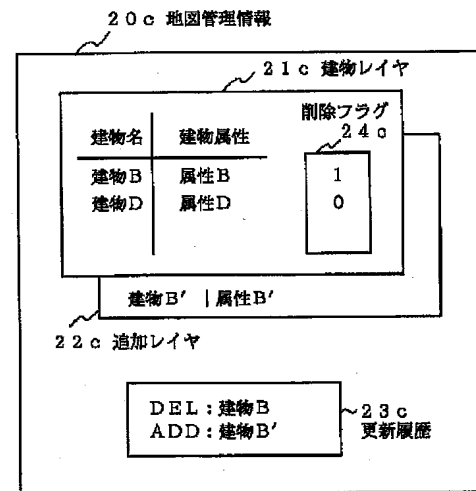 20c 地図管理情報
21c 建物レイヤ
削除フラグ
24c
建物名 建物属性
建物B 属性B 1
建物D 属性D 0
建物B′ 属性B′
22c 追加レイヤ
DEL:建物B
ADD:建物B′
23c
更新履歴